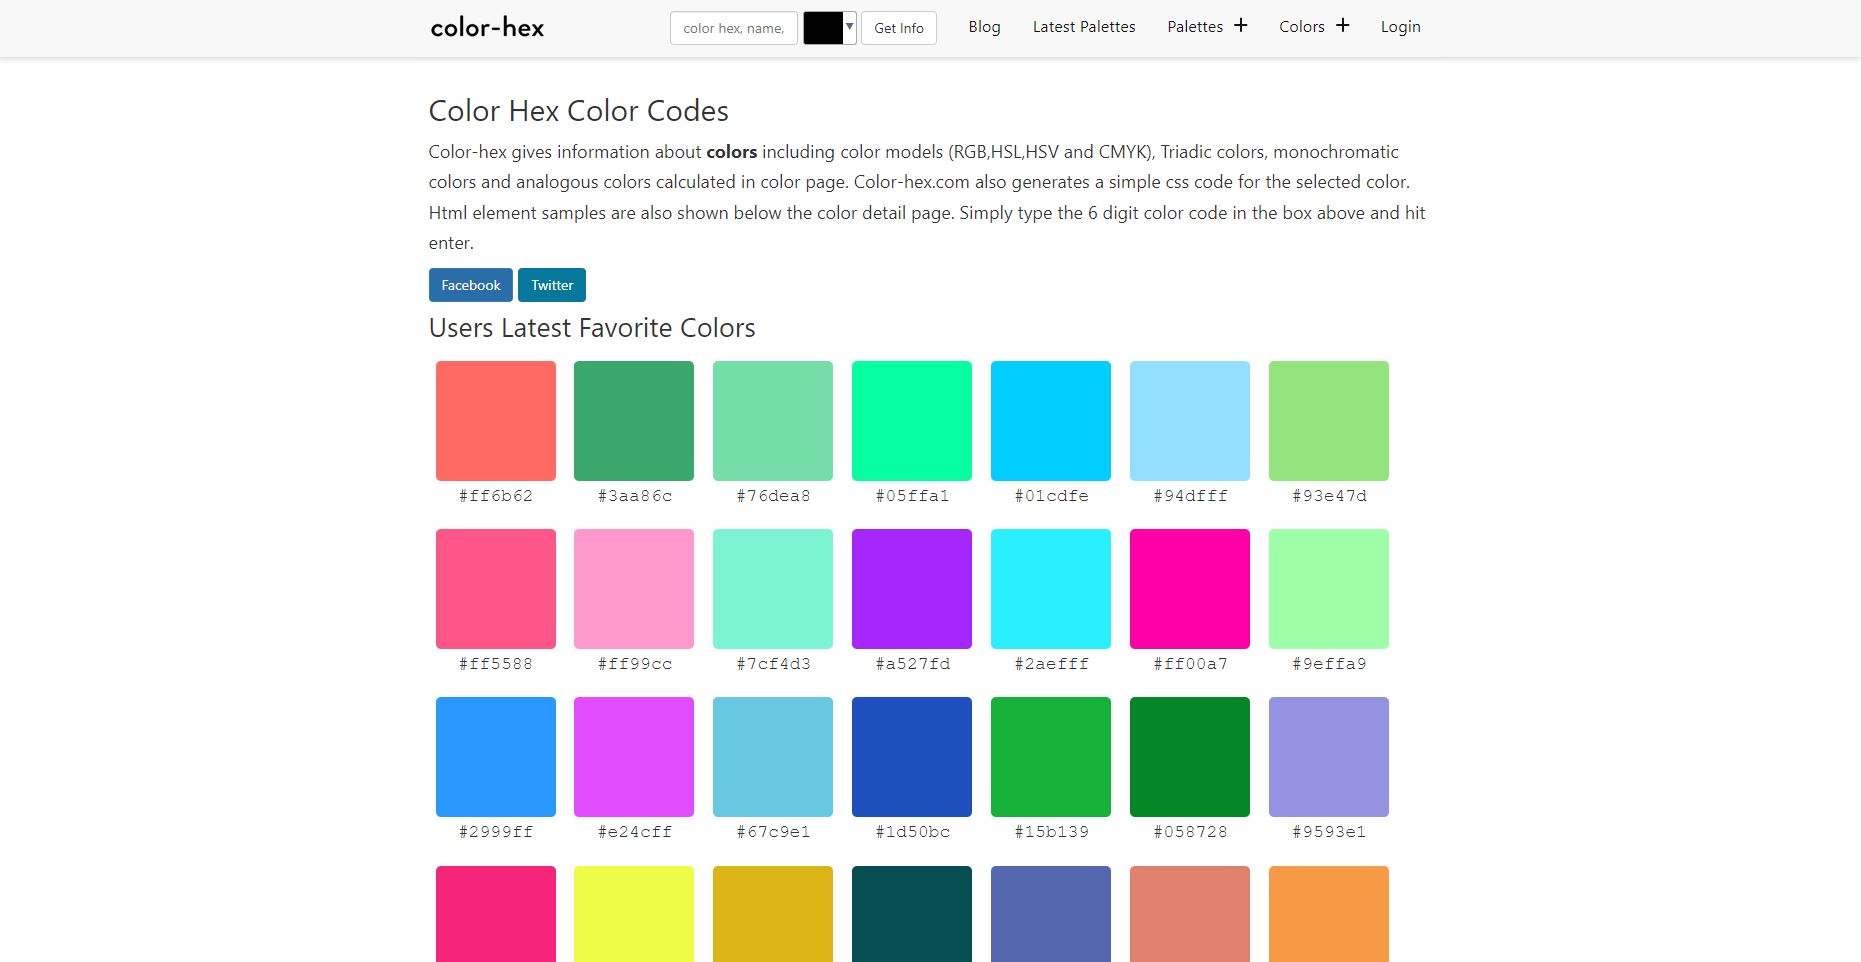 color-hex
color hex, name,
Get Info
Blog
Latest Palettes
Palettes +
Colors +
Login
Color Hex Color Codes
Color-hex gives information about colors including color models (RGB,HSL,HSV and CMYK), Triadic colors, monochromatic
colors and analogous colors calculated in color page. Color-hex.com also generates a simple css code for the selected color.
Html element samples are also shown below the color detail page. Simply type the 6 digit color code in the box above and hit
enter.
Facebook
Twitter
Users Latest Favorite Colors
#ff6b62 #3aa86c #76dea8 #05ffa1 #01cdfe #94dfff #93e47d
#ff5588 #ff99cc #7cf4d3 #a527fd #2aefff #ff00a7 #9effa9
#2999ff #e24cff #67c9e1 #1d50bc #15b139 #058728 #9593e1